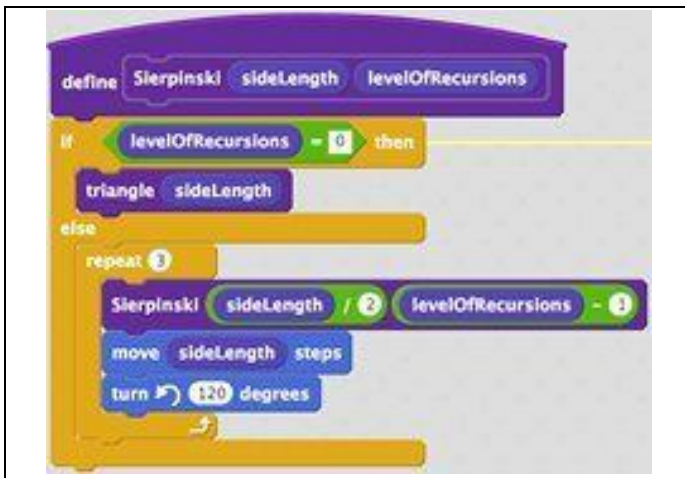 define Sierpinski sideLength levelOfRecursions
if levelOfRecursions = 0 then
triangle sideLength
else
repeat 3
Sierpinski sideLength / 2 levelOfRecursions - 1
move sideLength steps
turn 120 degrees